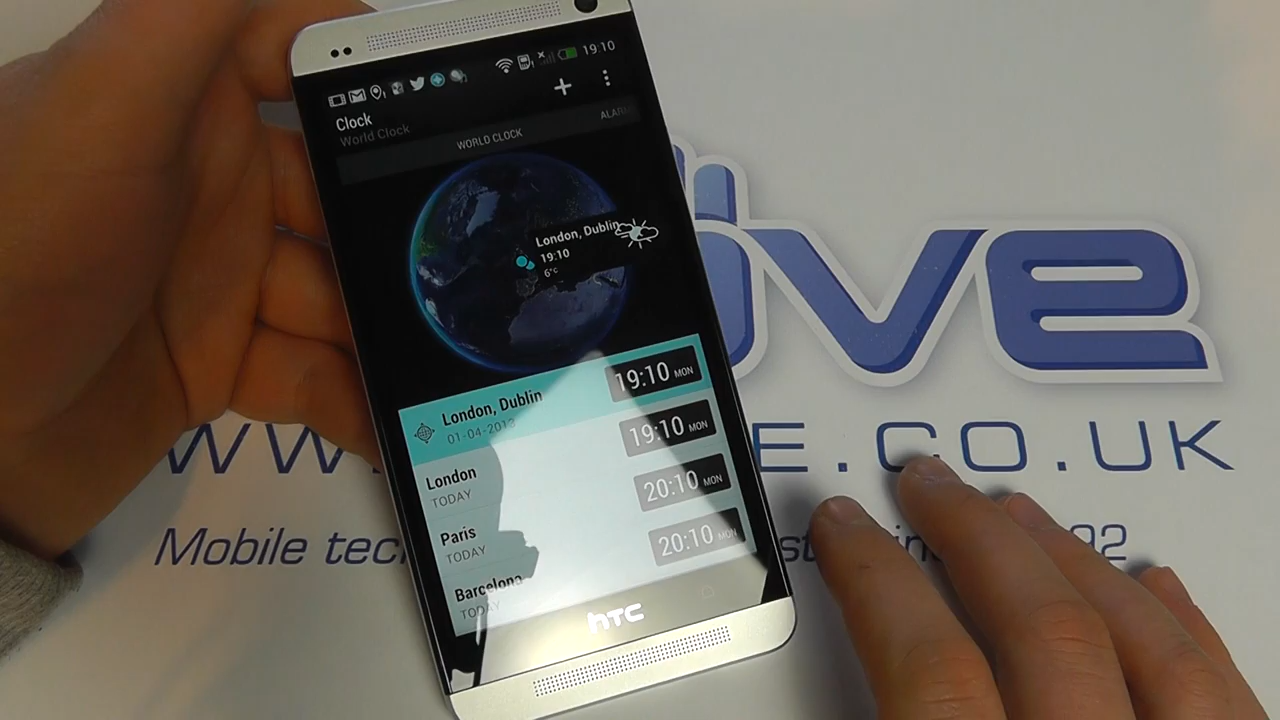 19:10
Clock
World Clock
WORLD CLOCK
London, Dublin
19:10
6°c
London, Dublin
01-04-2013
19:10 MON
London
TODAY
19:10 MON
Paris
TODAY
20:10 MON
Barcelona
TODAY
20:10 MON
hTC
E.CO.UK
Mobile